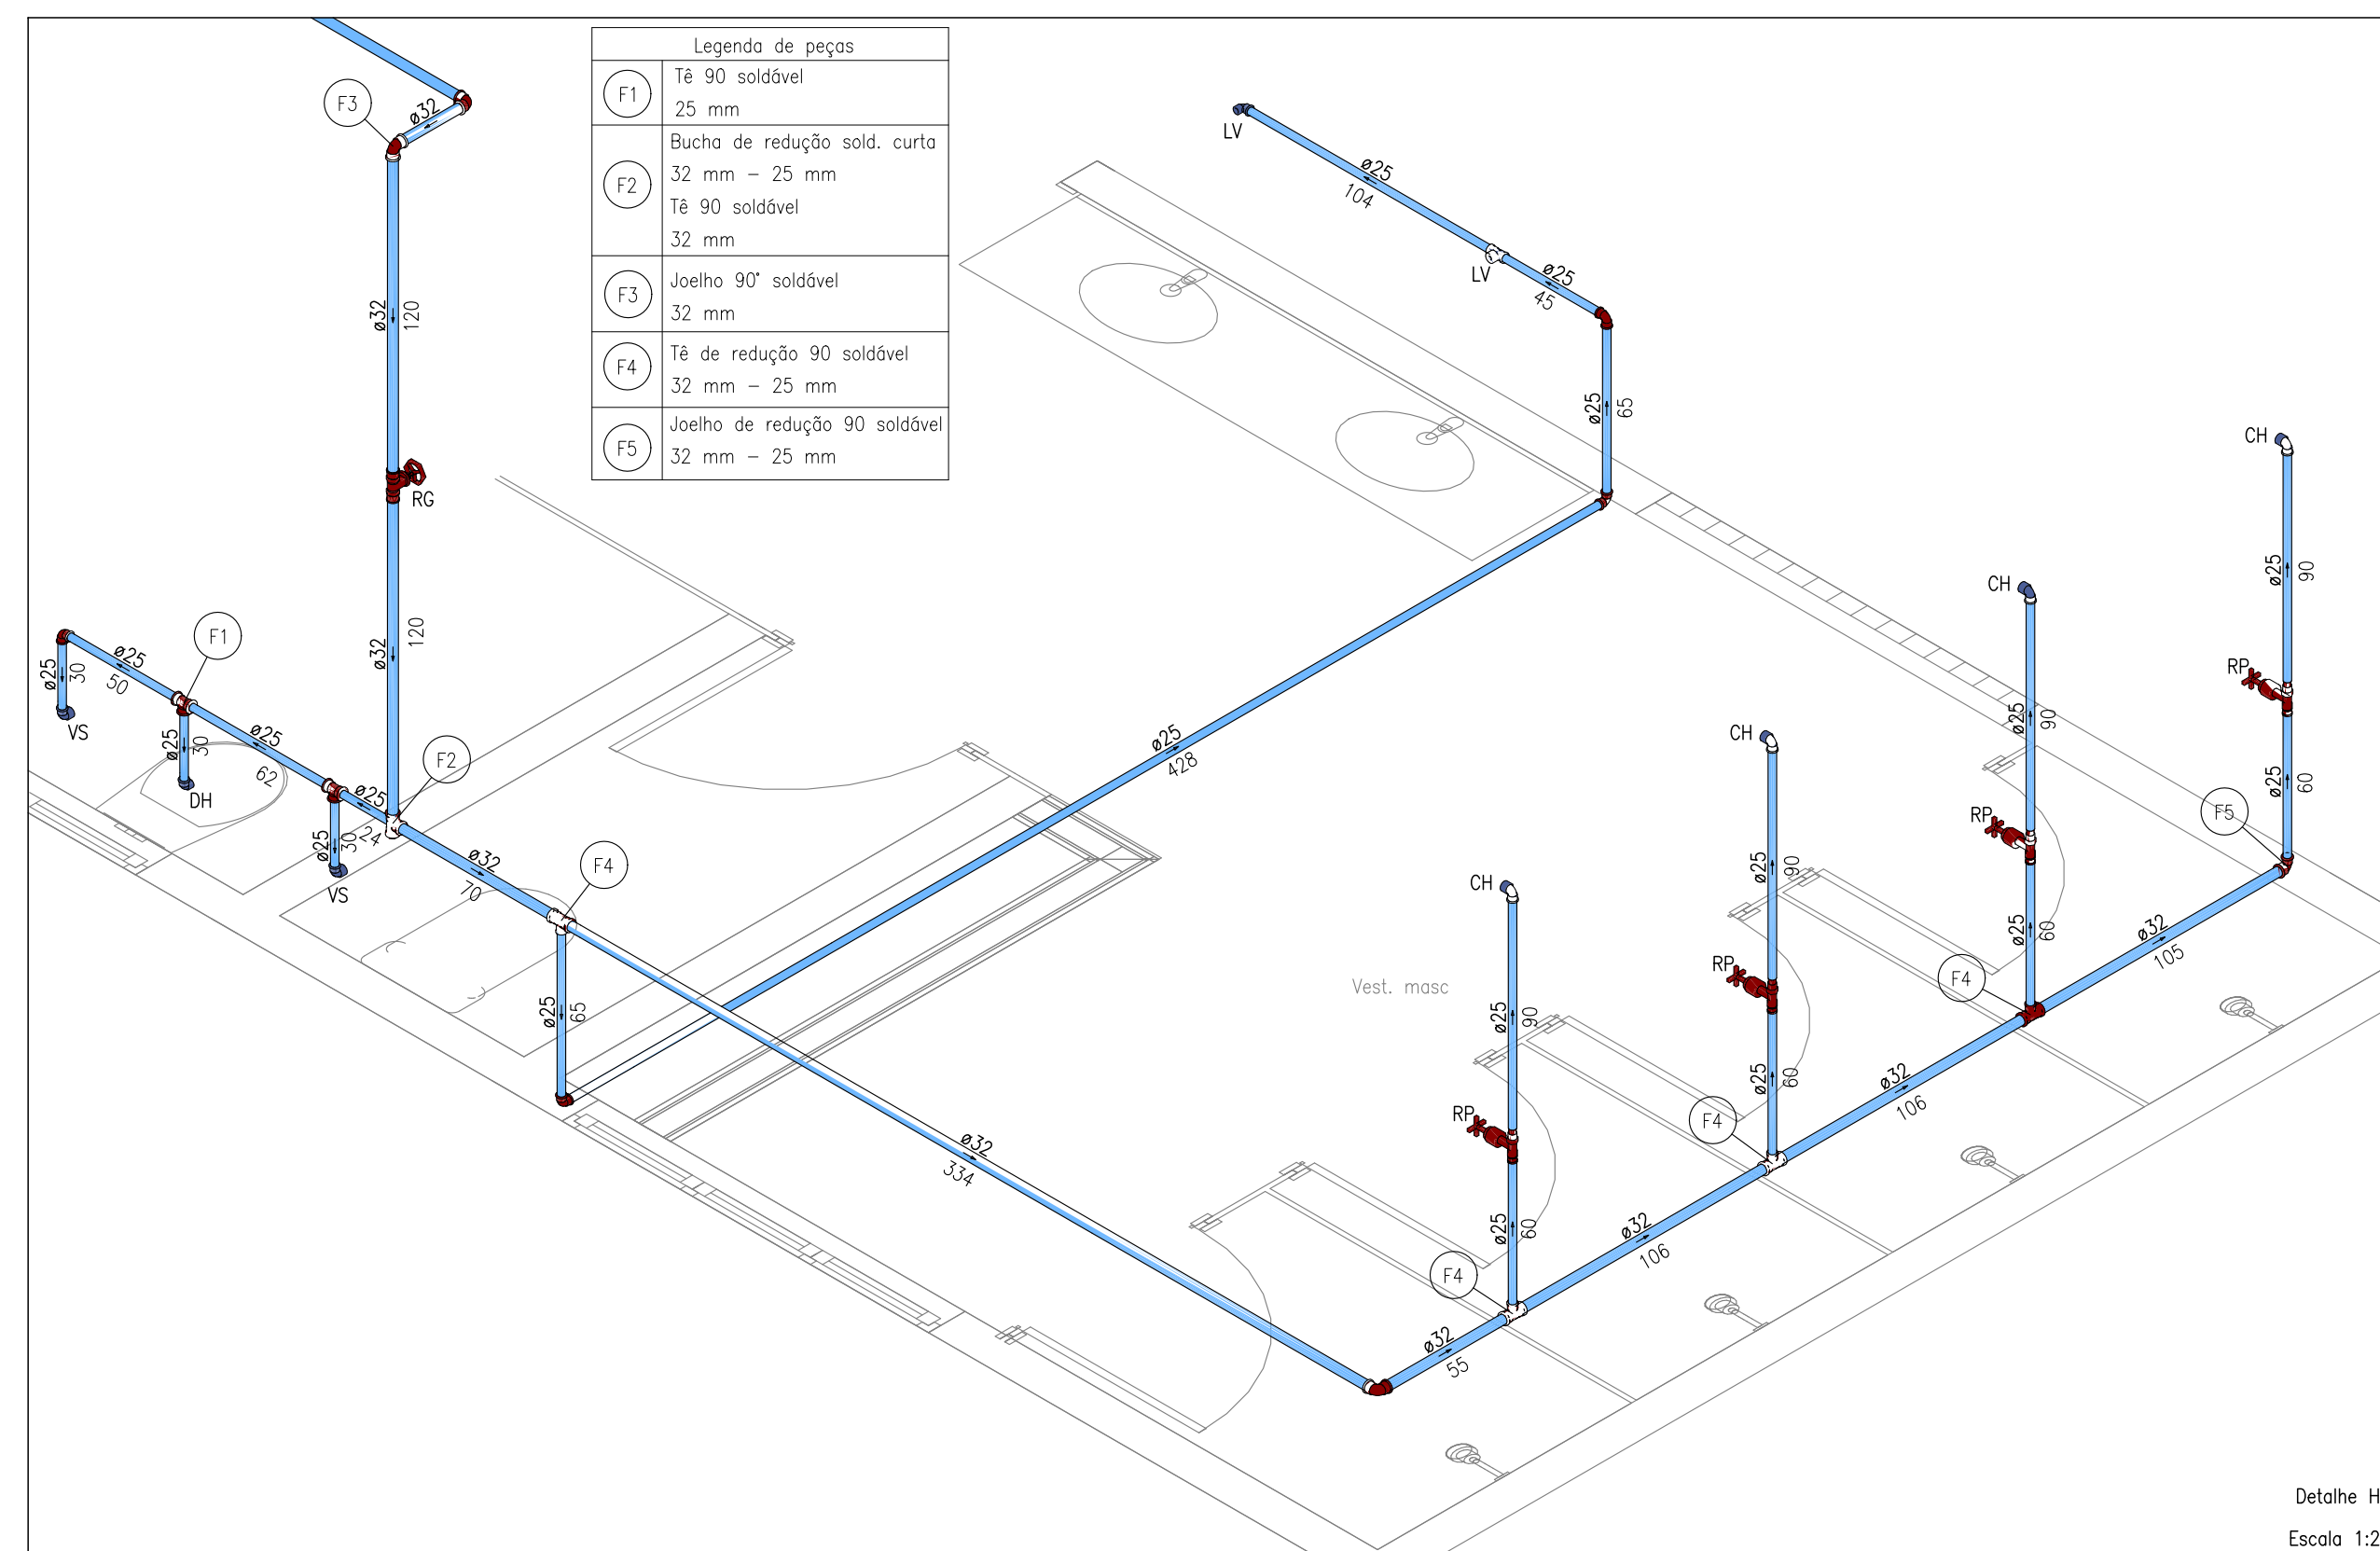 Legenda de peças
F1
Tê 90 soldável
25 mm
F2
Bucha de redução sold. curta
32 mm – 25 mm
Tê 90 soldável
32 mm
F3
Joelho 90° soldável
32 mm
F4
Tê de redução 90 soldável
32 mm – 25 mm
F5
Joelho de redução 90 soldável
32 mm – 25 mm
F3
ø32
ø32
120
RG
ø32
120
F1
ø25
50
ø25
30
VS
ø25
30
DH
ø25
62
F2
ø25
24
ø25
30
VS
ø32
70
F4
ø25
65
ø25
428
ø32
334
LV
ø25
104
LV
ø25
45
ø25
65
Vest. masc
CH
ø25
90
RP
ø25
60
F4
ø32
55
CH
ø25
90
RP
ø25
60
F4
ø32
106
CH
ø25
90
RP
ø25
60
F4
ø32
106
CH
ø25
90
RP
ø25
60
F5
ø32
105
Detalhe H
Escala 1:2